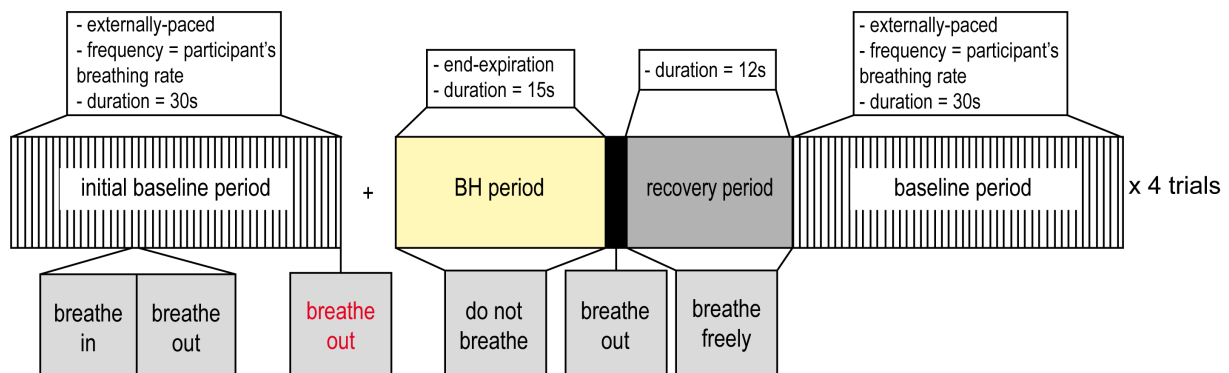 - externally-paced
- frequency = participant's
breathing rate
- duration = 30s
- end-expiration
- duration = 15s
- duration = 12s
- externally-paced
- frequency = participant's
breathing rate
- duration = 30s
initial baseline period
+
BH period
recovery period
baseline period
x 4 trials
breathe
in
breathe
out
breathe
out
do not
breathe
breathe
out
breathe
freely